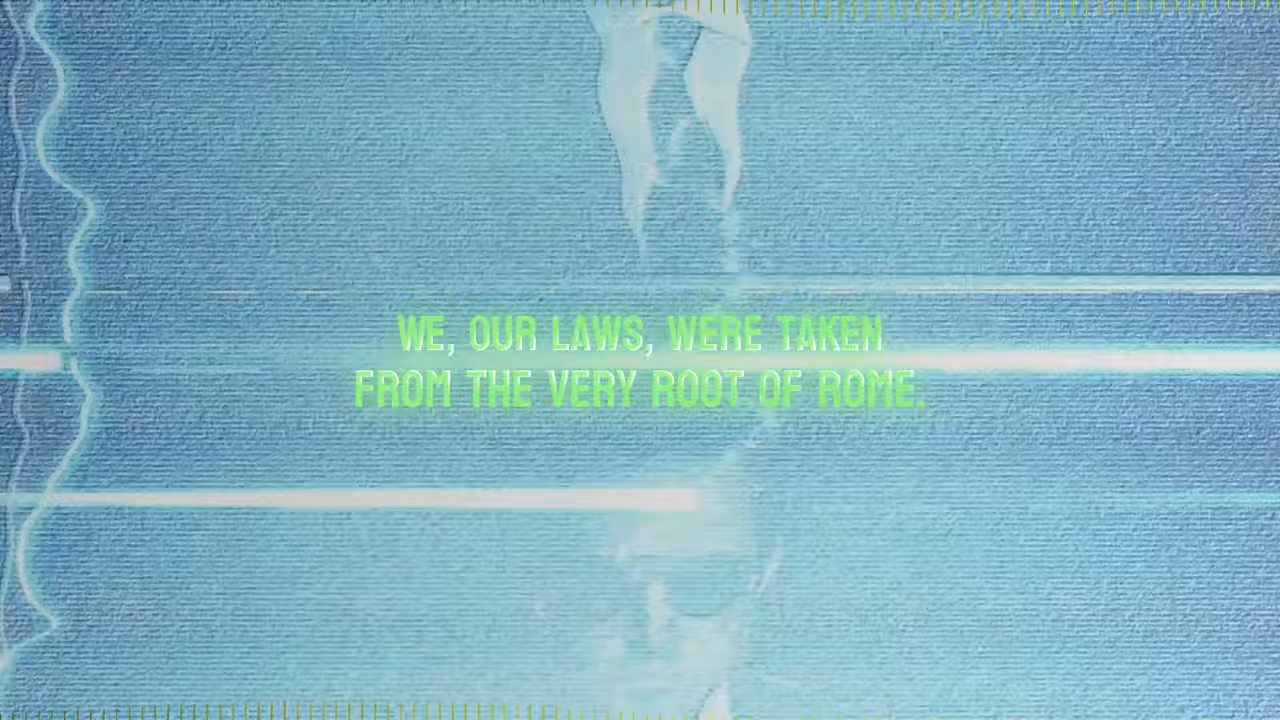 WE, OUR LAWS, WERE TAKEN
FROM THE VERY ROOT OF ROME.